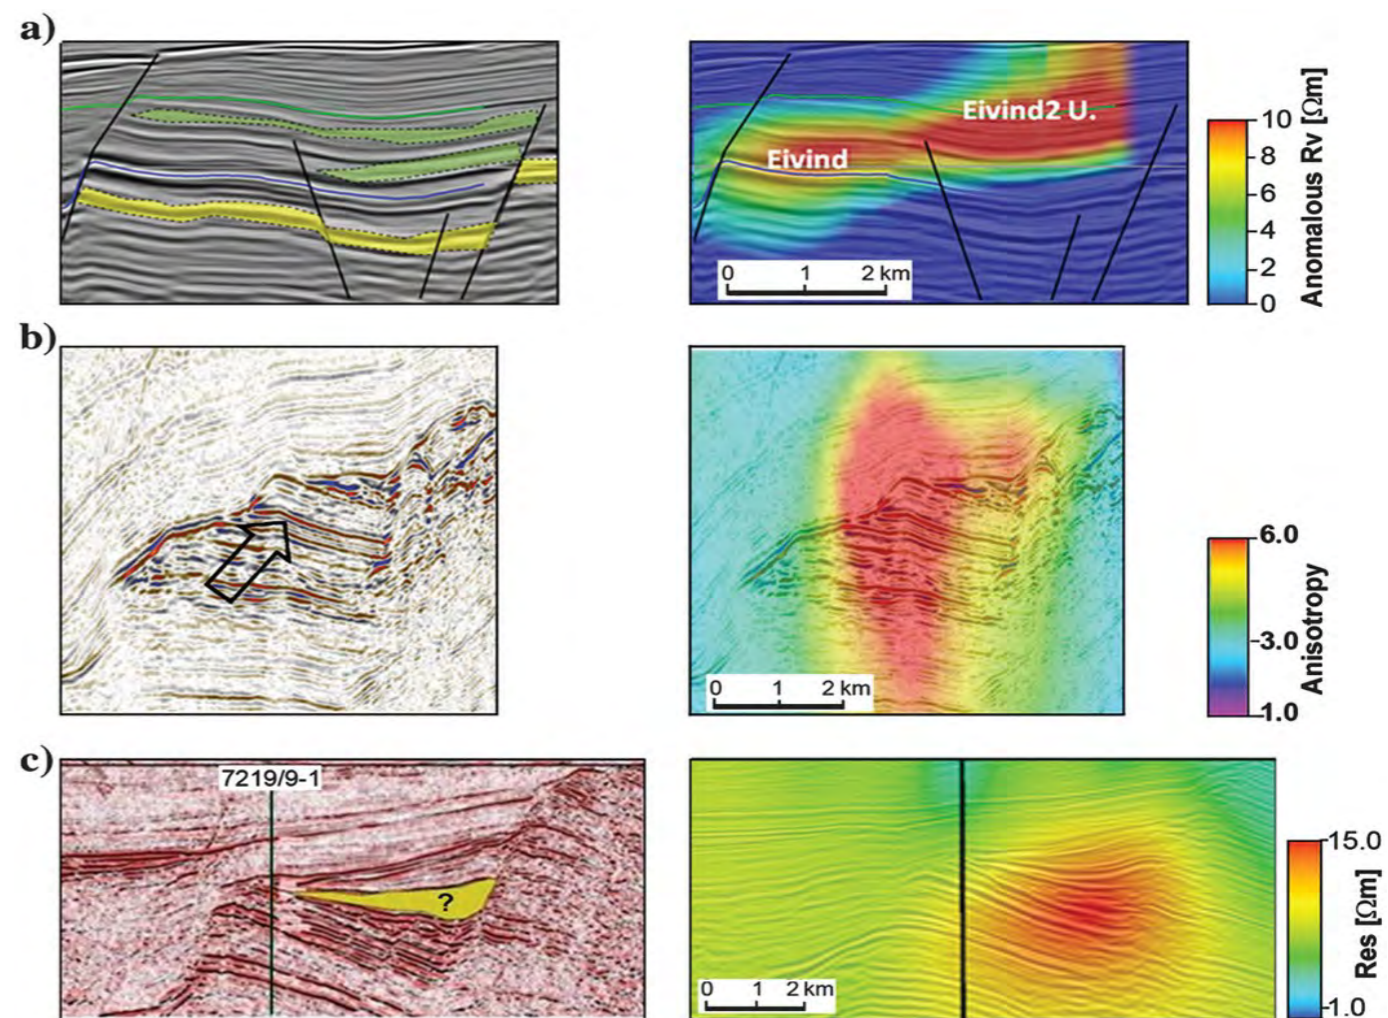 a)
Eivind
Eivind2 U.
0 1 2 km
10
8
6
4
2
0
Anomalous Rv [Ωm]
b)
0 1 2 km
6.0
3.0
1.0
Anisotropy
c)
7219/9-1
?
0 1 2 km
15.0
1.0
Res [Ωm]